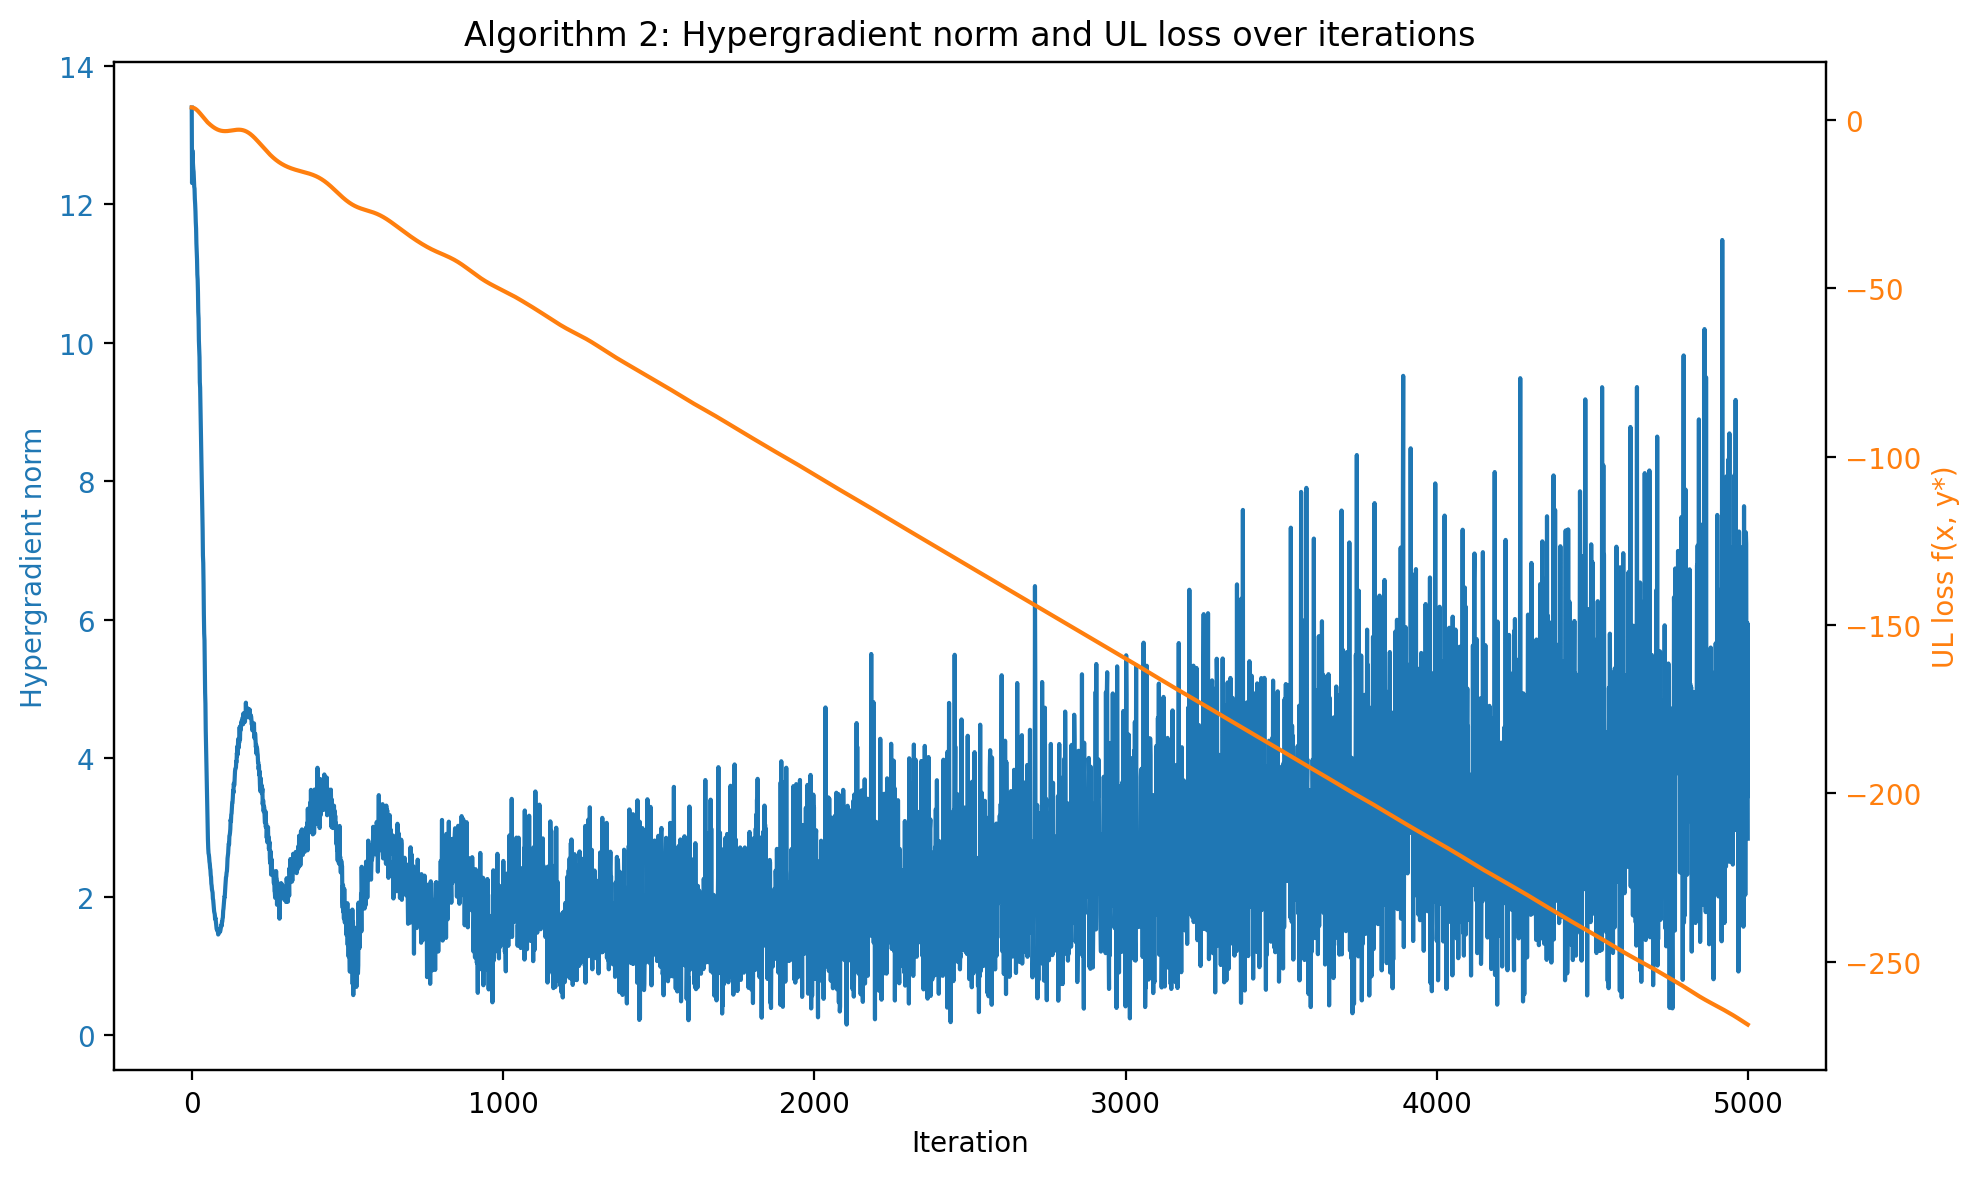 Algorithm 2: Hypergradient norm and UL loss over iterations
Hypergradient norm
14
12
10
8
6
4
2
0
0
−50
−100
−150
−200
−250
UL loss f(x, y*)
0 1000 2000 3000 4000 5000
Iteration